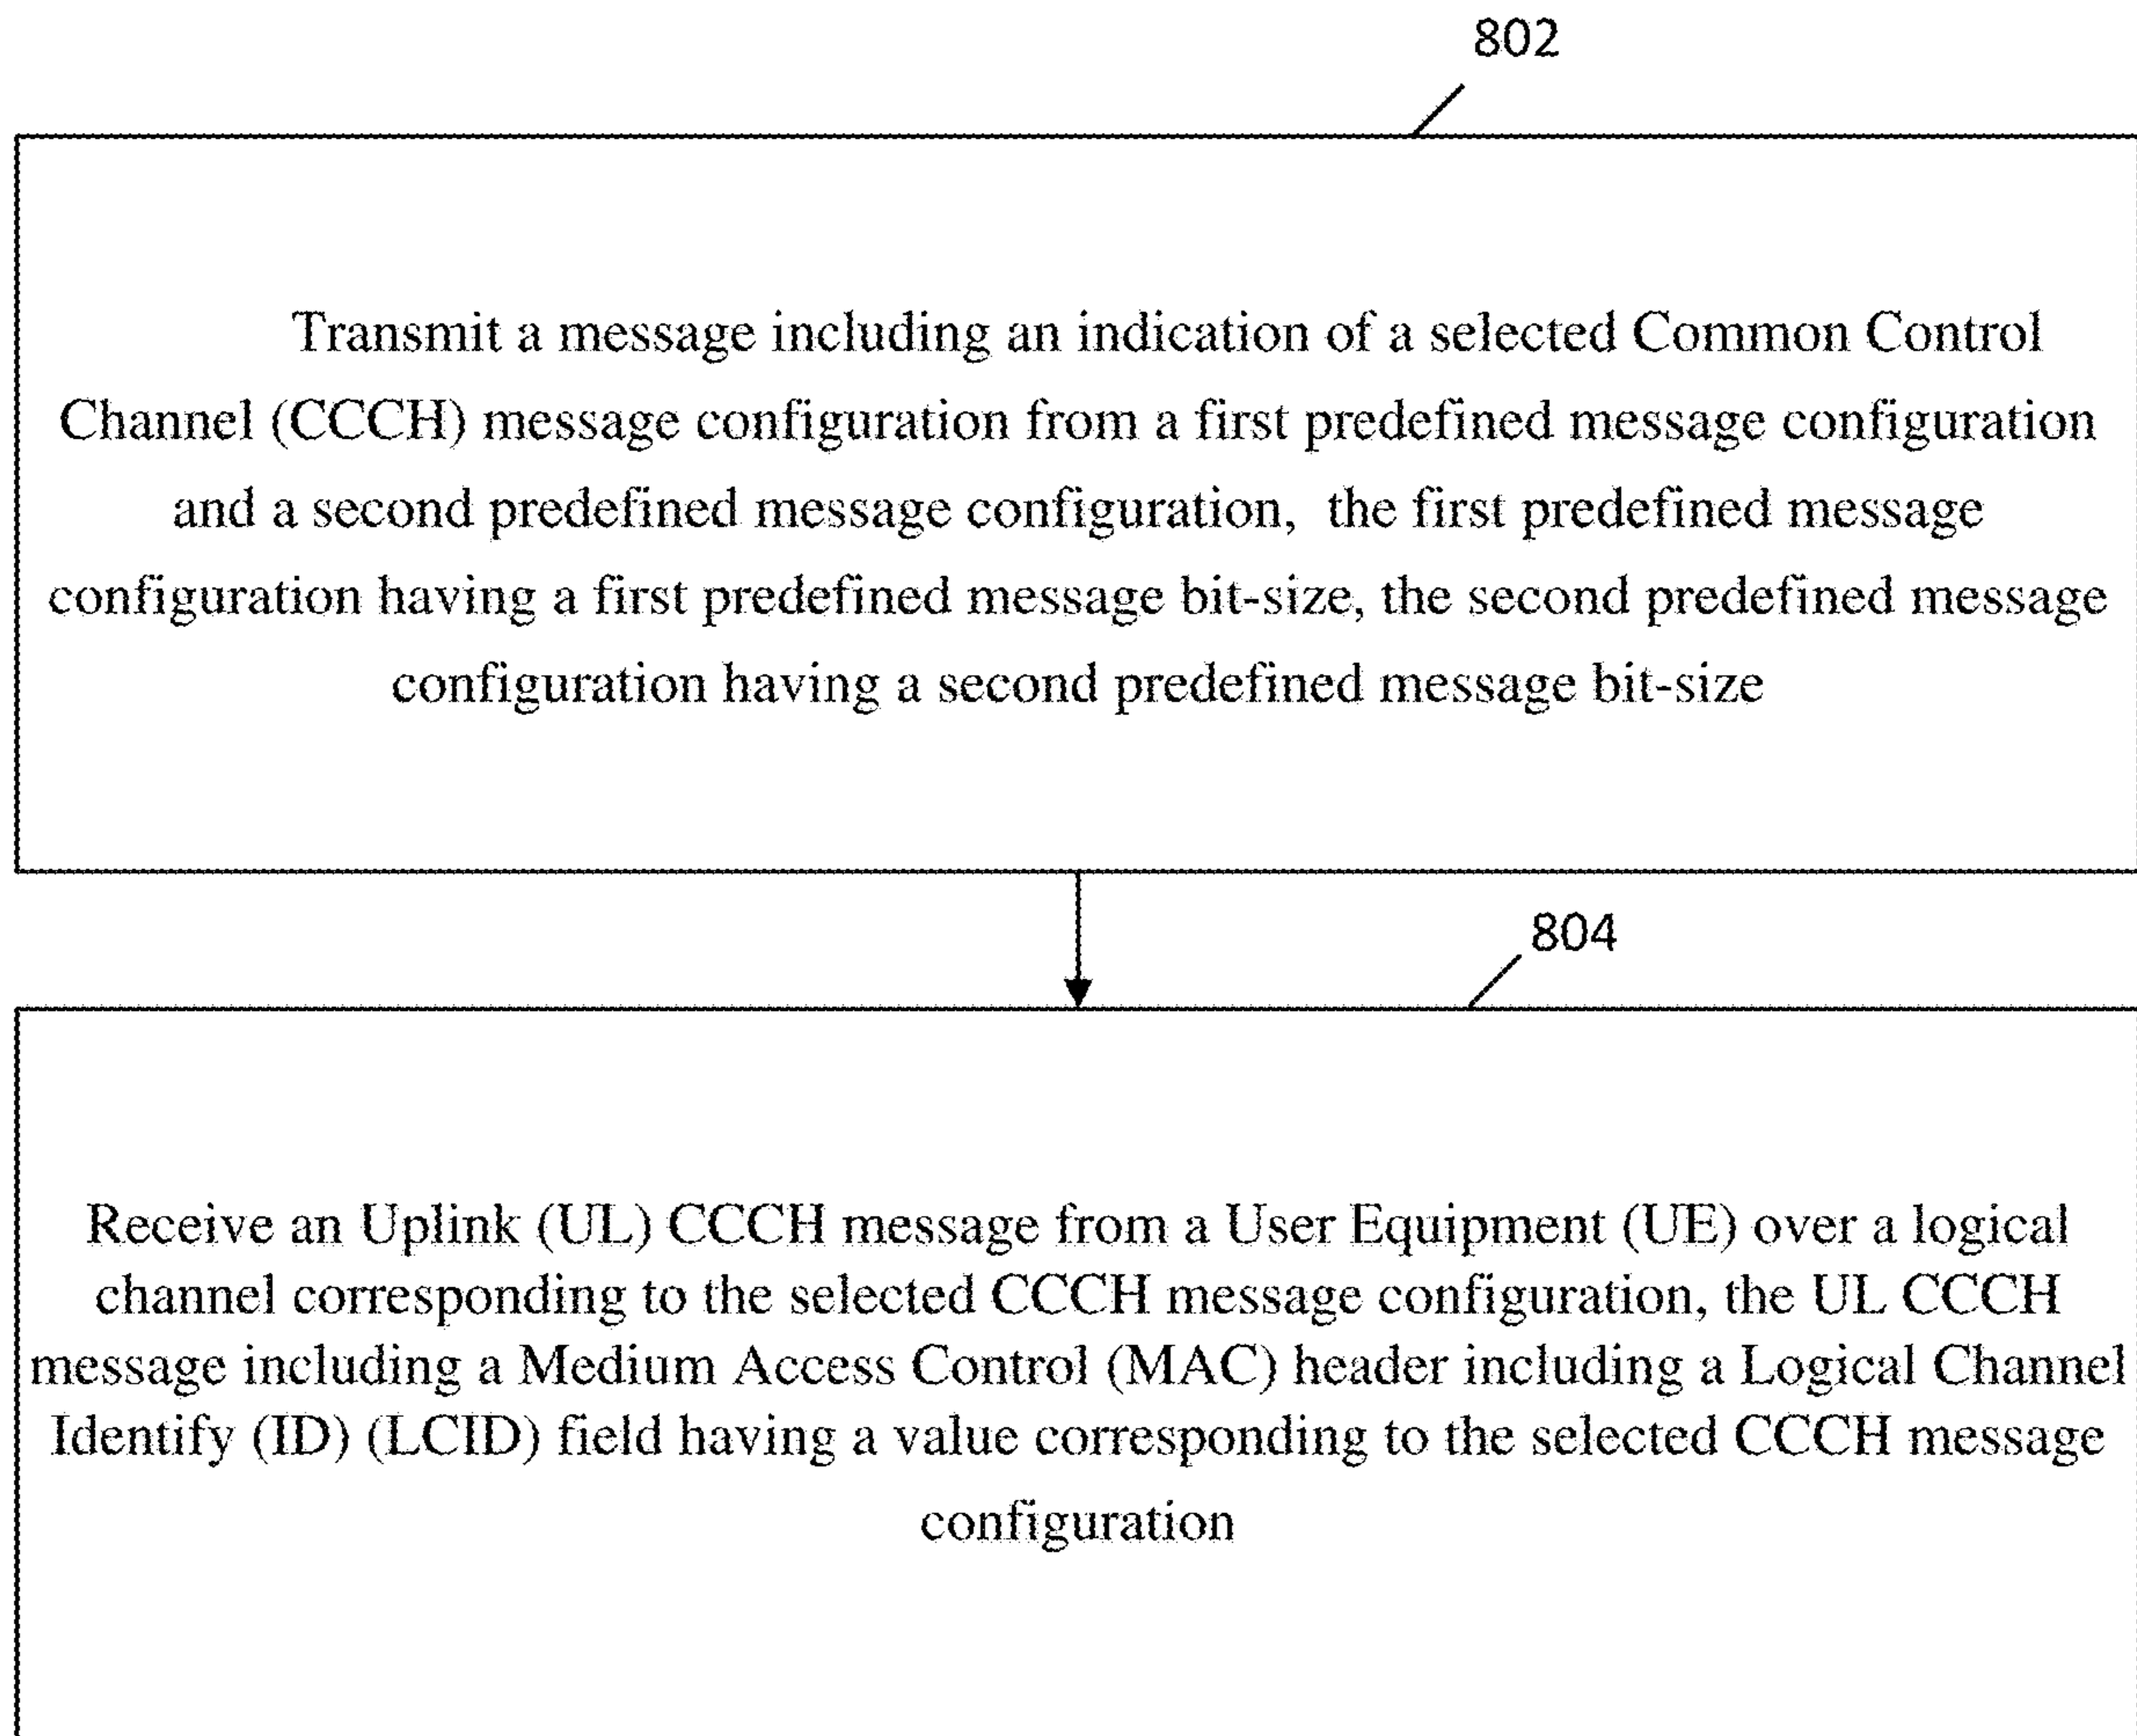 802
Transmit a message including an indication of a selected Common Control
Channel (CCCH) message configuration from a first predefined message configuration
and a second predefined message configuration, the first predefined message
configuration having a first predefined message bit-size, the second predefined message
configuration having a second predefined message bit-size
804
Receive an Uplink (UL) CCCH message from a User Equipment (UE) over a logical
channel corresponding to the selected CCCH message configuration, the UL CCCH
message including a Medium Access Control (MAC) header including a Logical Channel
Identify (ID) (LCID) field having a value corresponding to the selected CCCH message
configuration